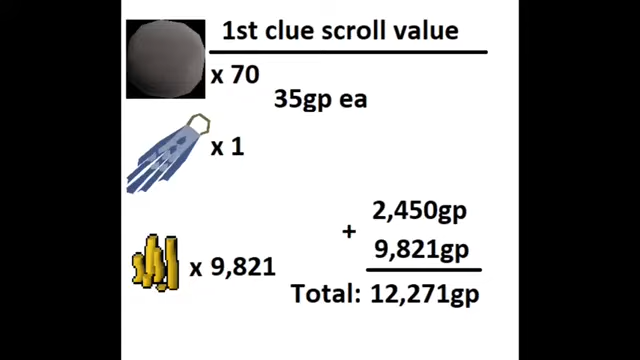 1st clue scroll value
x 70
35gp ea
x 1
2,450gp
+
9,821gp
x 9,821
Total: 12,271gp